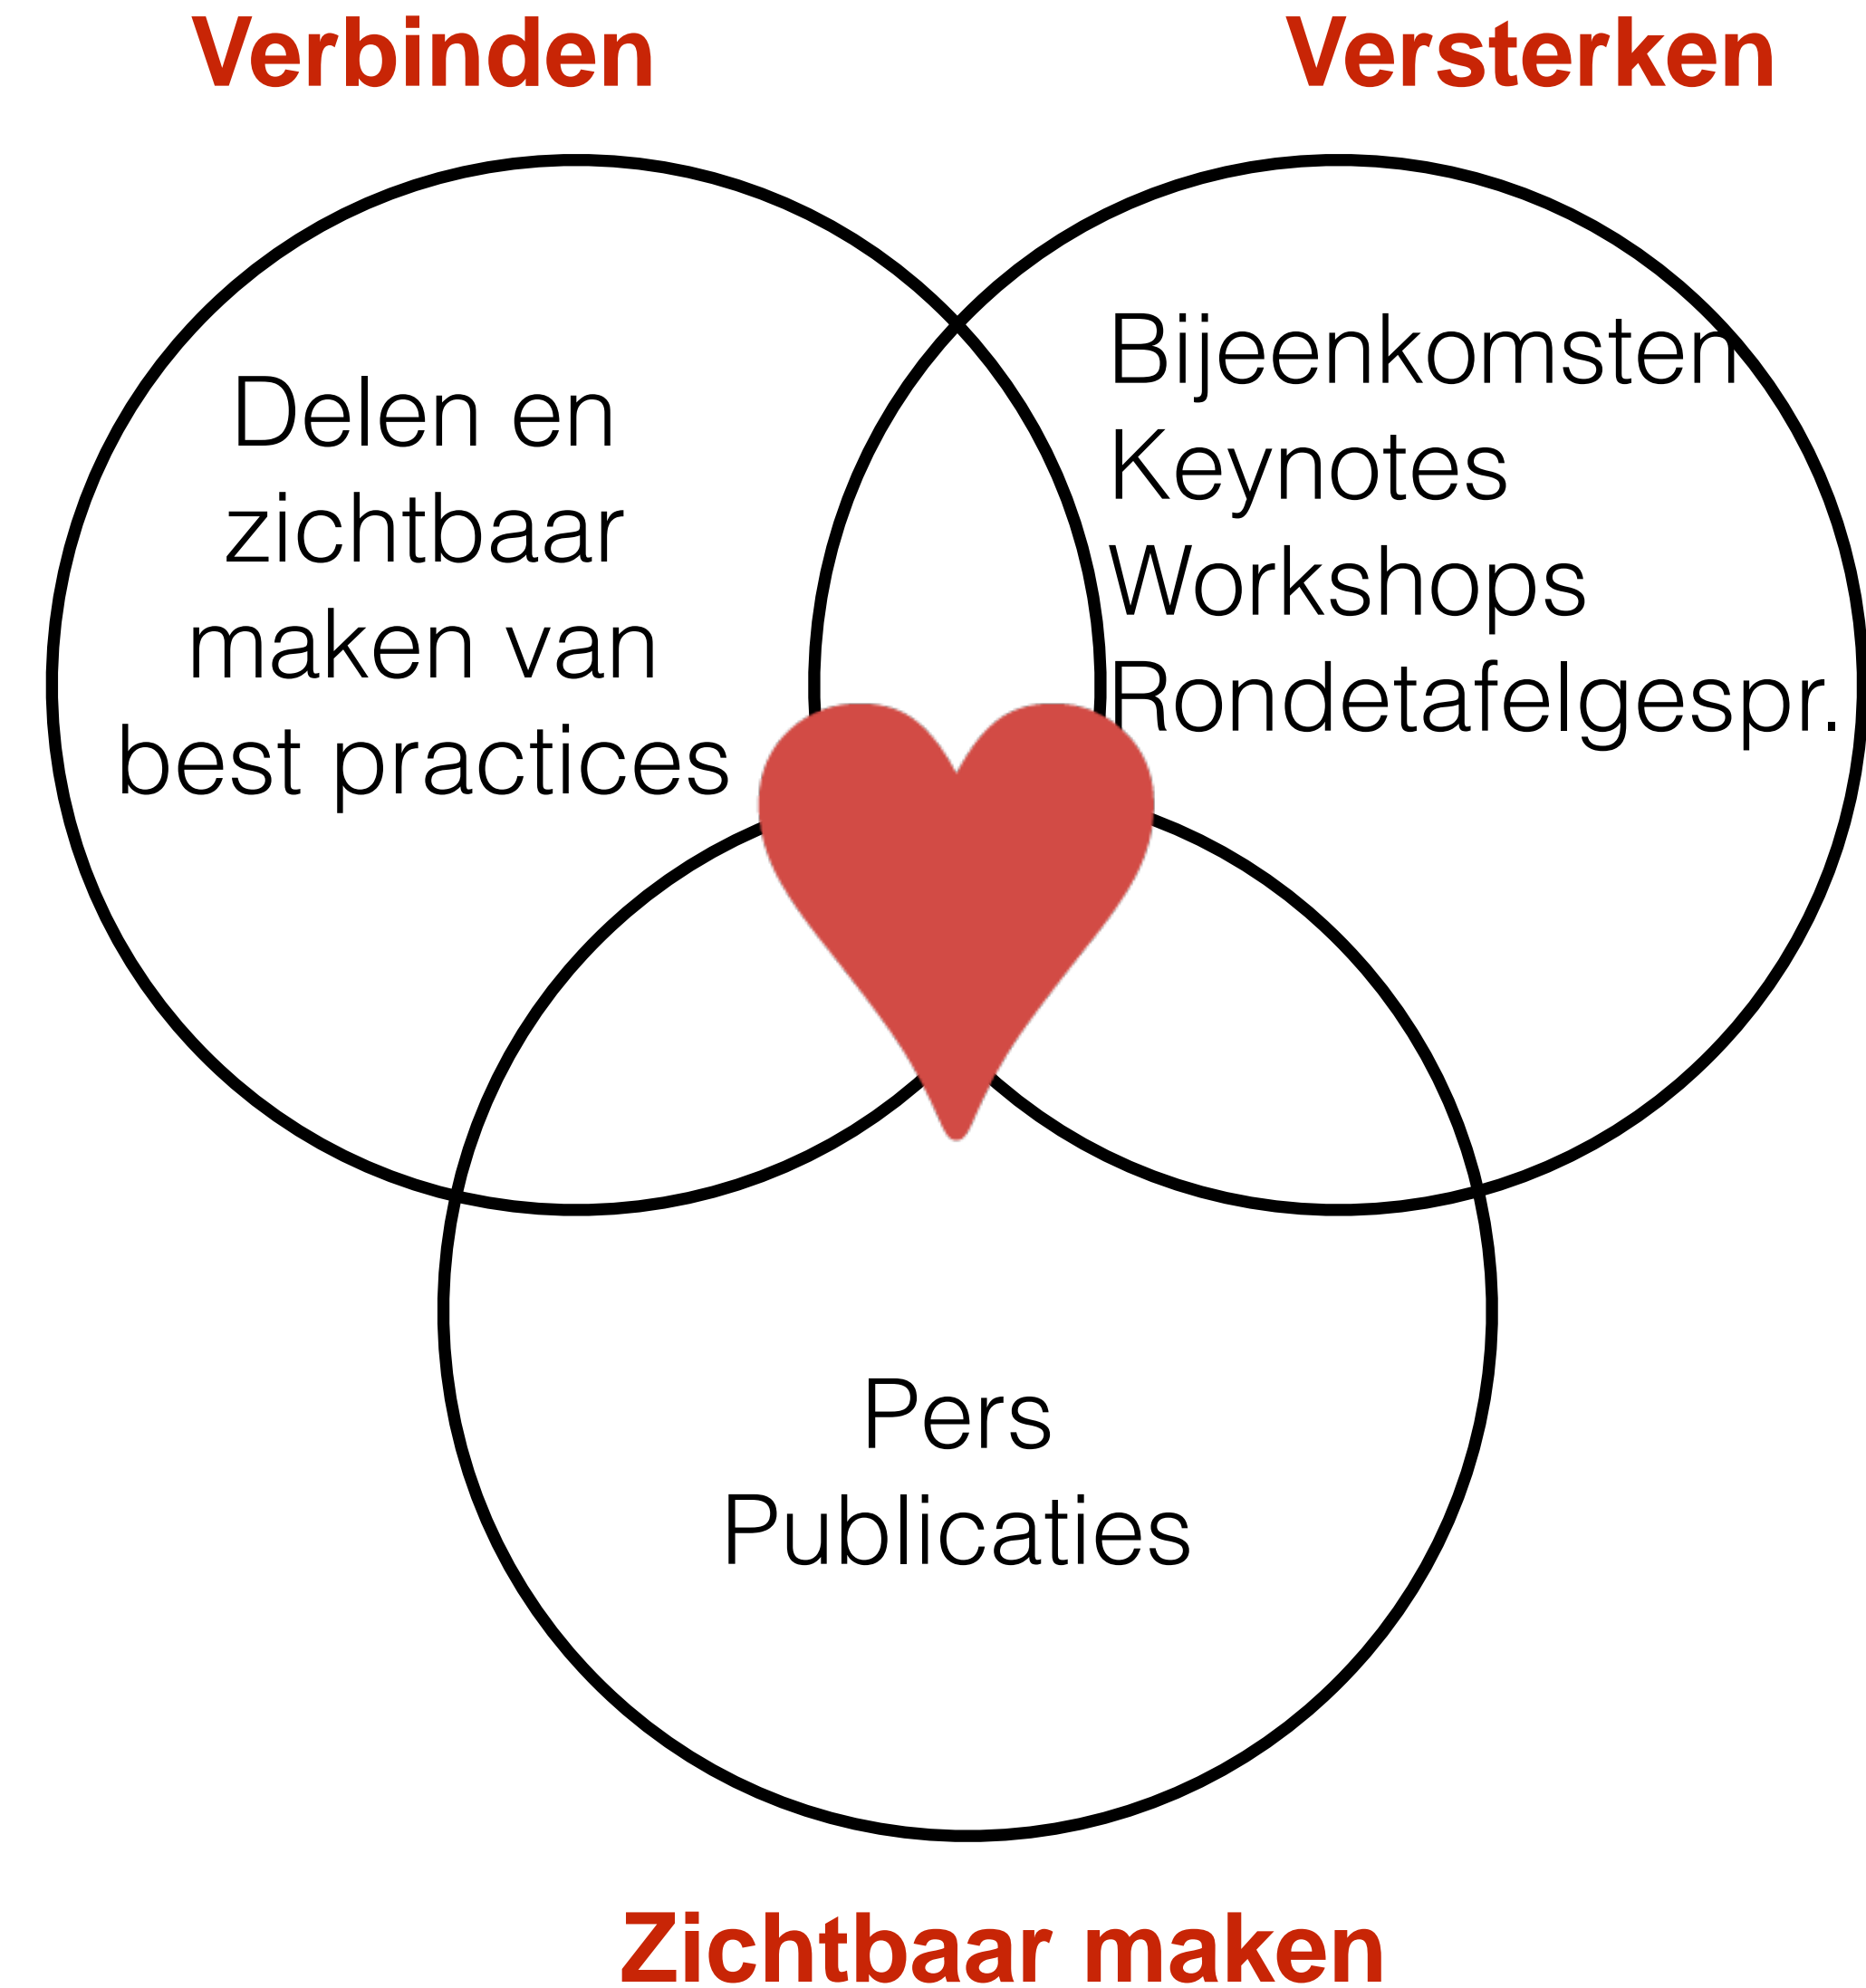 Verbinden
Versterken
Delen en
zichtbaar
maken van
best practices
Bijeenkomsten
Keynotes
Workshops
Rondetafelgespr.
Pers
Publicaties
Zichtbaar maken